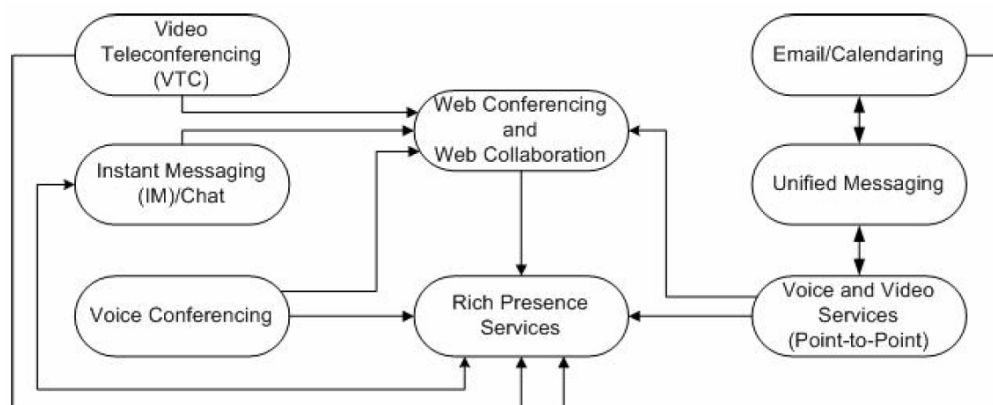 Video
Teleconferencing
(VTC)
Email/Calendaring
Web Conferencing
and
Web Collaboration
Instant Messaging
(IM)/Chat
Unified Messaging
Voice Conferencing
Rich Presence
Services
Voice and Video
Services
(Point-to-Point)